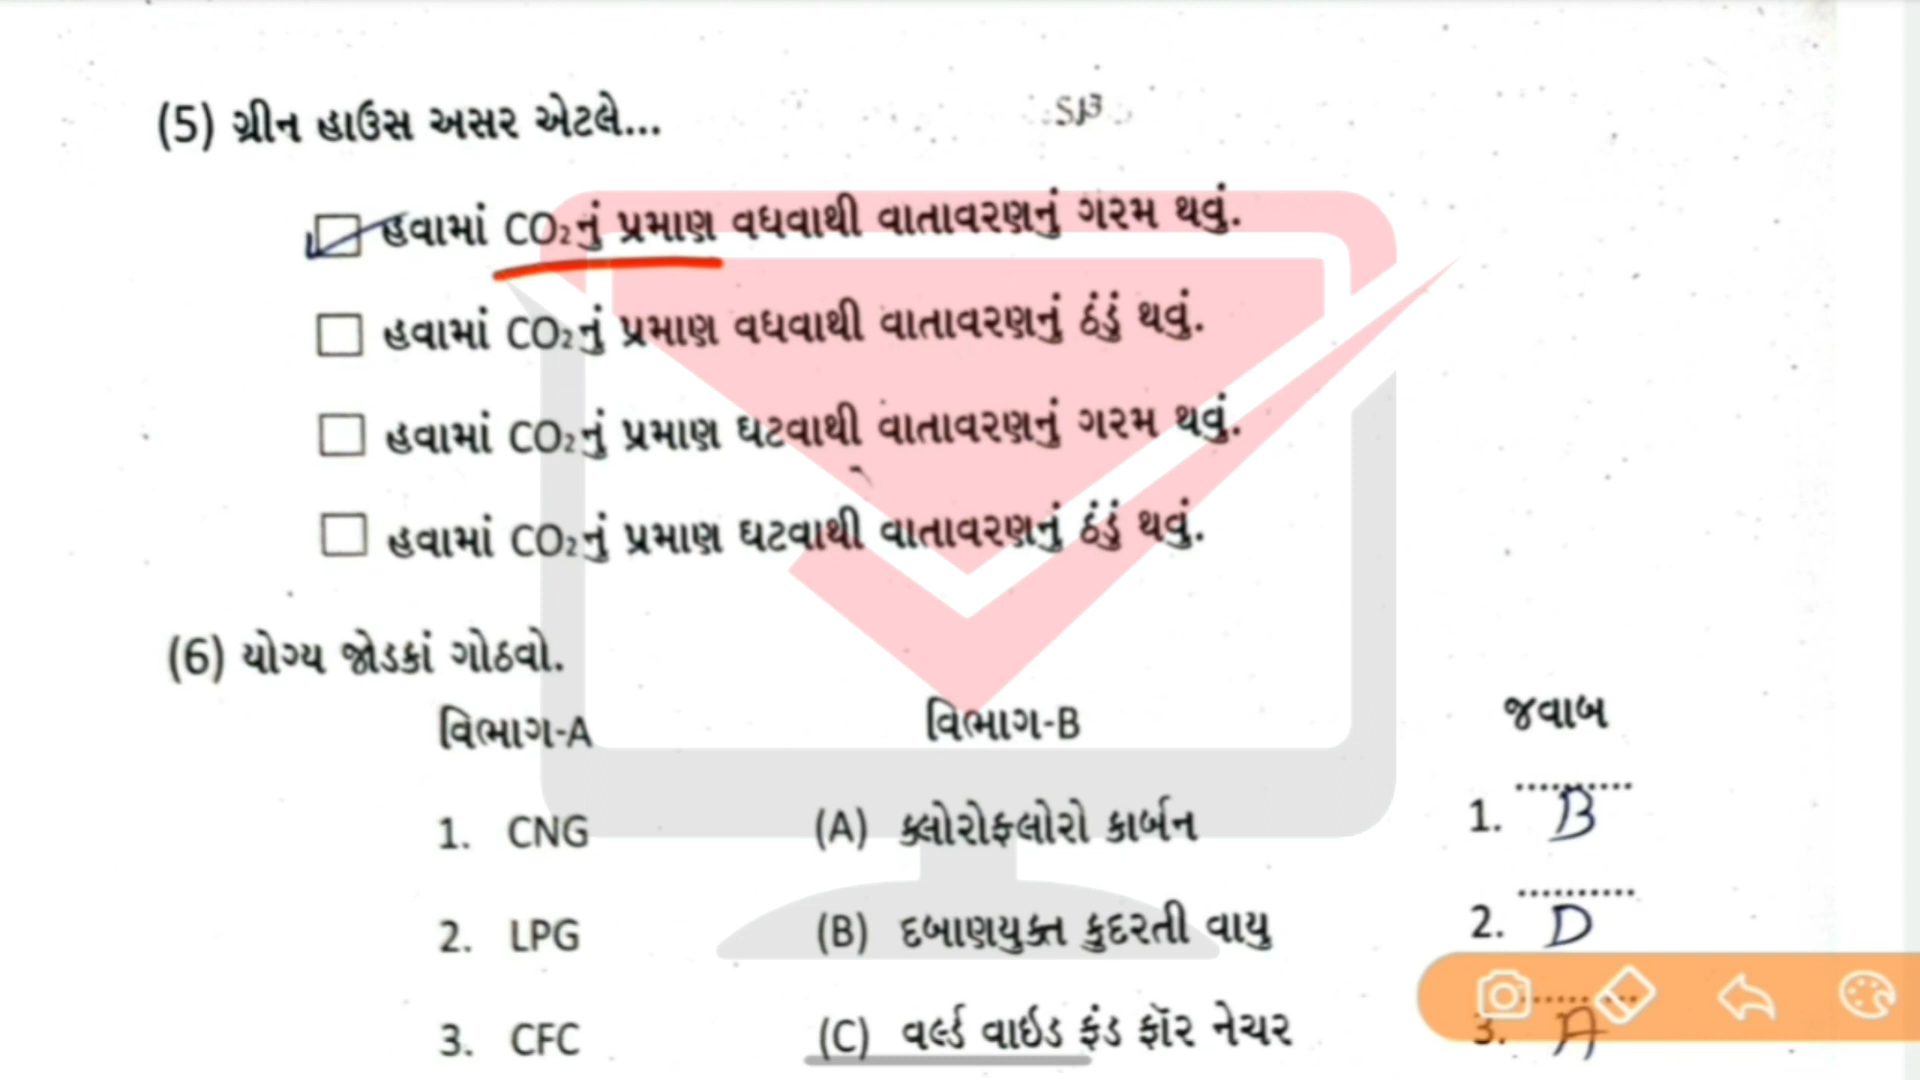 (5) ગ્રીન હાઉસ અસર એટલે...
હવામાં CO₂નું પ્રમાણ વધવાથી વાતાવરણનું ગરમ થવું.
હવામાં CO₂નું પ્રમાણ વધવાથી વાતાવરણનું ઠંડું થવું.
હવામાં CO₂નું પ્રમાણ ઘટવાથી વાતાવરણનું ગરમ થવું.
હવામાં CO₂નું પ્રમાણ ઘટવાથી વાતાવરણનું ઠંડું થવું.
(6) યોગ્ય જોડકાં ગોઠવો.
વિભાગ-A વિભાગ-B જવાબ
1. CNG (A) ક્લોરોફ્લોરો કાર્બન 1. B
2. LPG (B) દબાણયુક્ત કુદરતી વાયુ 2. D
3. CFC (C) વર્લ્ડ વાઇડ ફંડ ફૉર નેચર 3. A